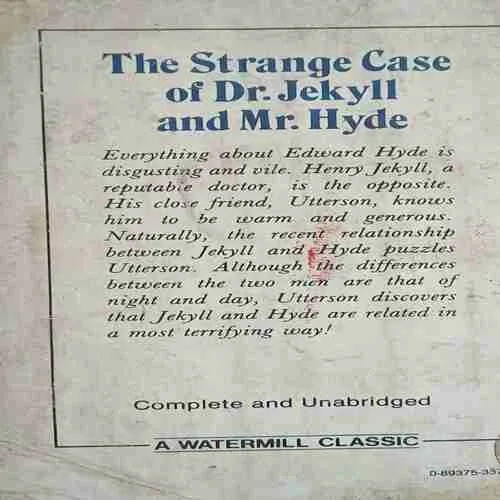 The Strange Case
of Dr. Jekyll
and Mr. Hyde
Everything about Edward Hyde is
disgusting and vile. Henry Jekyll, a
reputable doctor, is the opposite.
His close friend, Utterson, knows
him to be warm and generous.
Naturally, the recent relationship
between Jekyll and Hyde puzzles
Utterson. Although the differences
between the two men are that of
night and day, Utterson discovers
that Jekyll and Hyde are related in
a most terrifying way!
Complete and Unabridged
A WATERMILL CLASSIC
0-89375-337